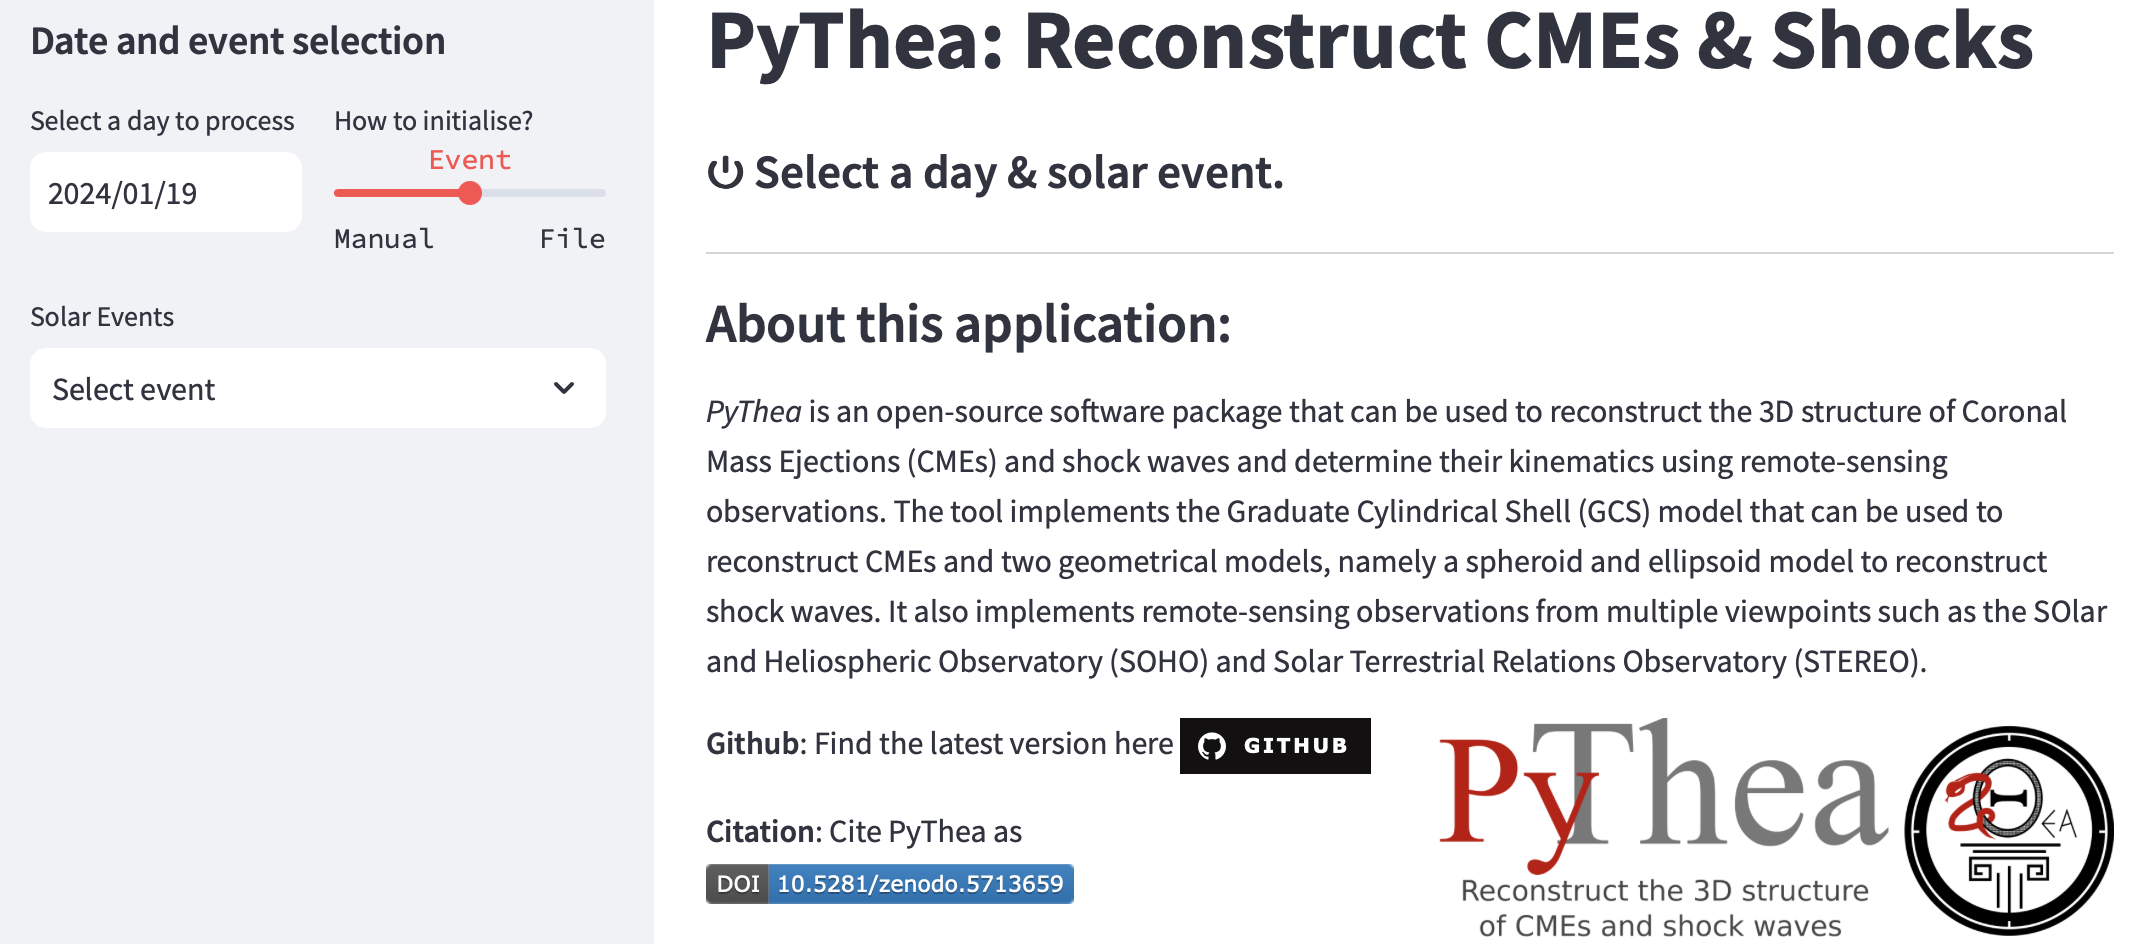 Date and event selection
Select a day to process
How to initialise?
Event
2024/01/19
Manual
File
Solar Events
Select event
PyThea: Reconstruct CMEs & Shocks
Select a day & solar event.
About this application:
PyThea is an open-source software package that can be used to reconstruct the 3D structure of Coronal
Mass Ejections (CMEs) and shock waves and determine their kinematics using remote-sensing
observations. The tool implements the Graduate Cylindrical Shell (GCS) model that can be used to
reconstruct CMEs and two geometrical models, namely a spheroid and ellipsoid model to reconstruct
shock waves. It also implements remote-sensing observations from multiple viewpoints such as the SOlar
and Heliospheric Observatory (SOHO) and Solar Terrestrial Relations Observatory (STEREO).
Github: Find the latest version here
GITHUB
Citation: Cite PyThea as
DOI 10.5281/zenodo.5713659
PyThea
Reconstruct the 3D structure
of CMEs and shock waves
ΘEA